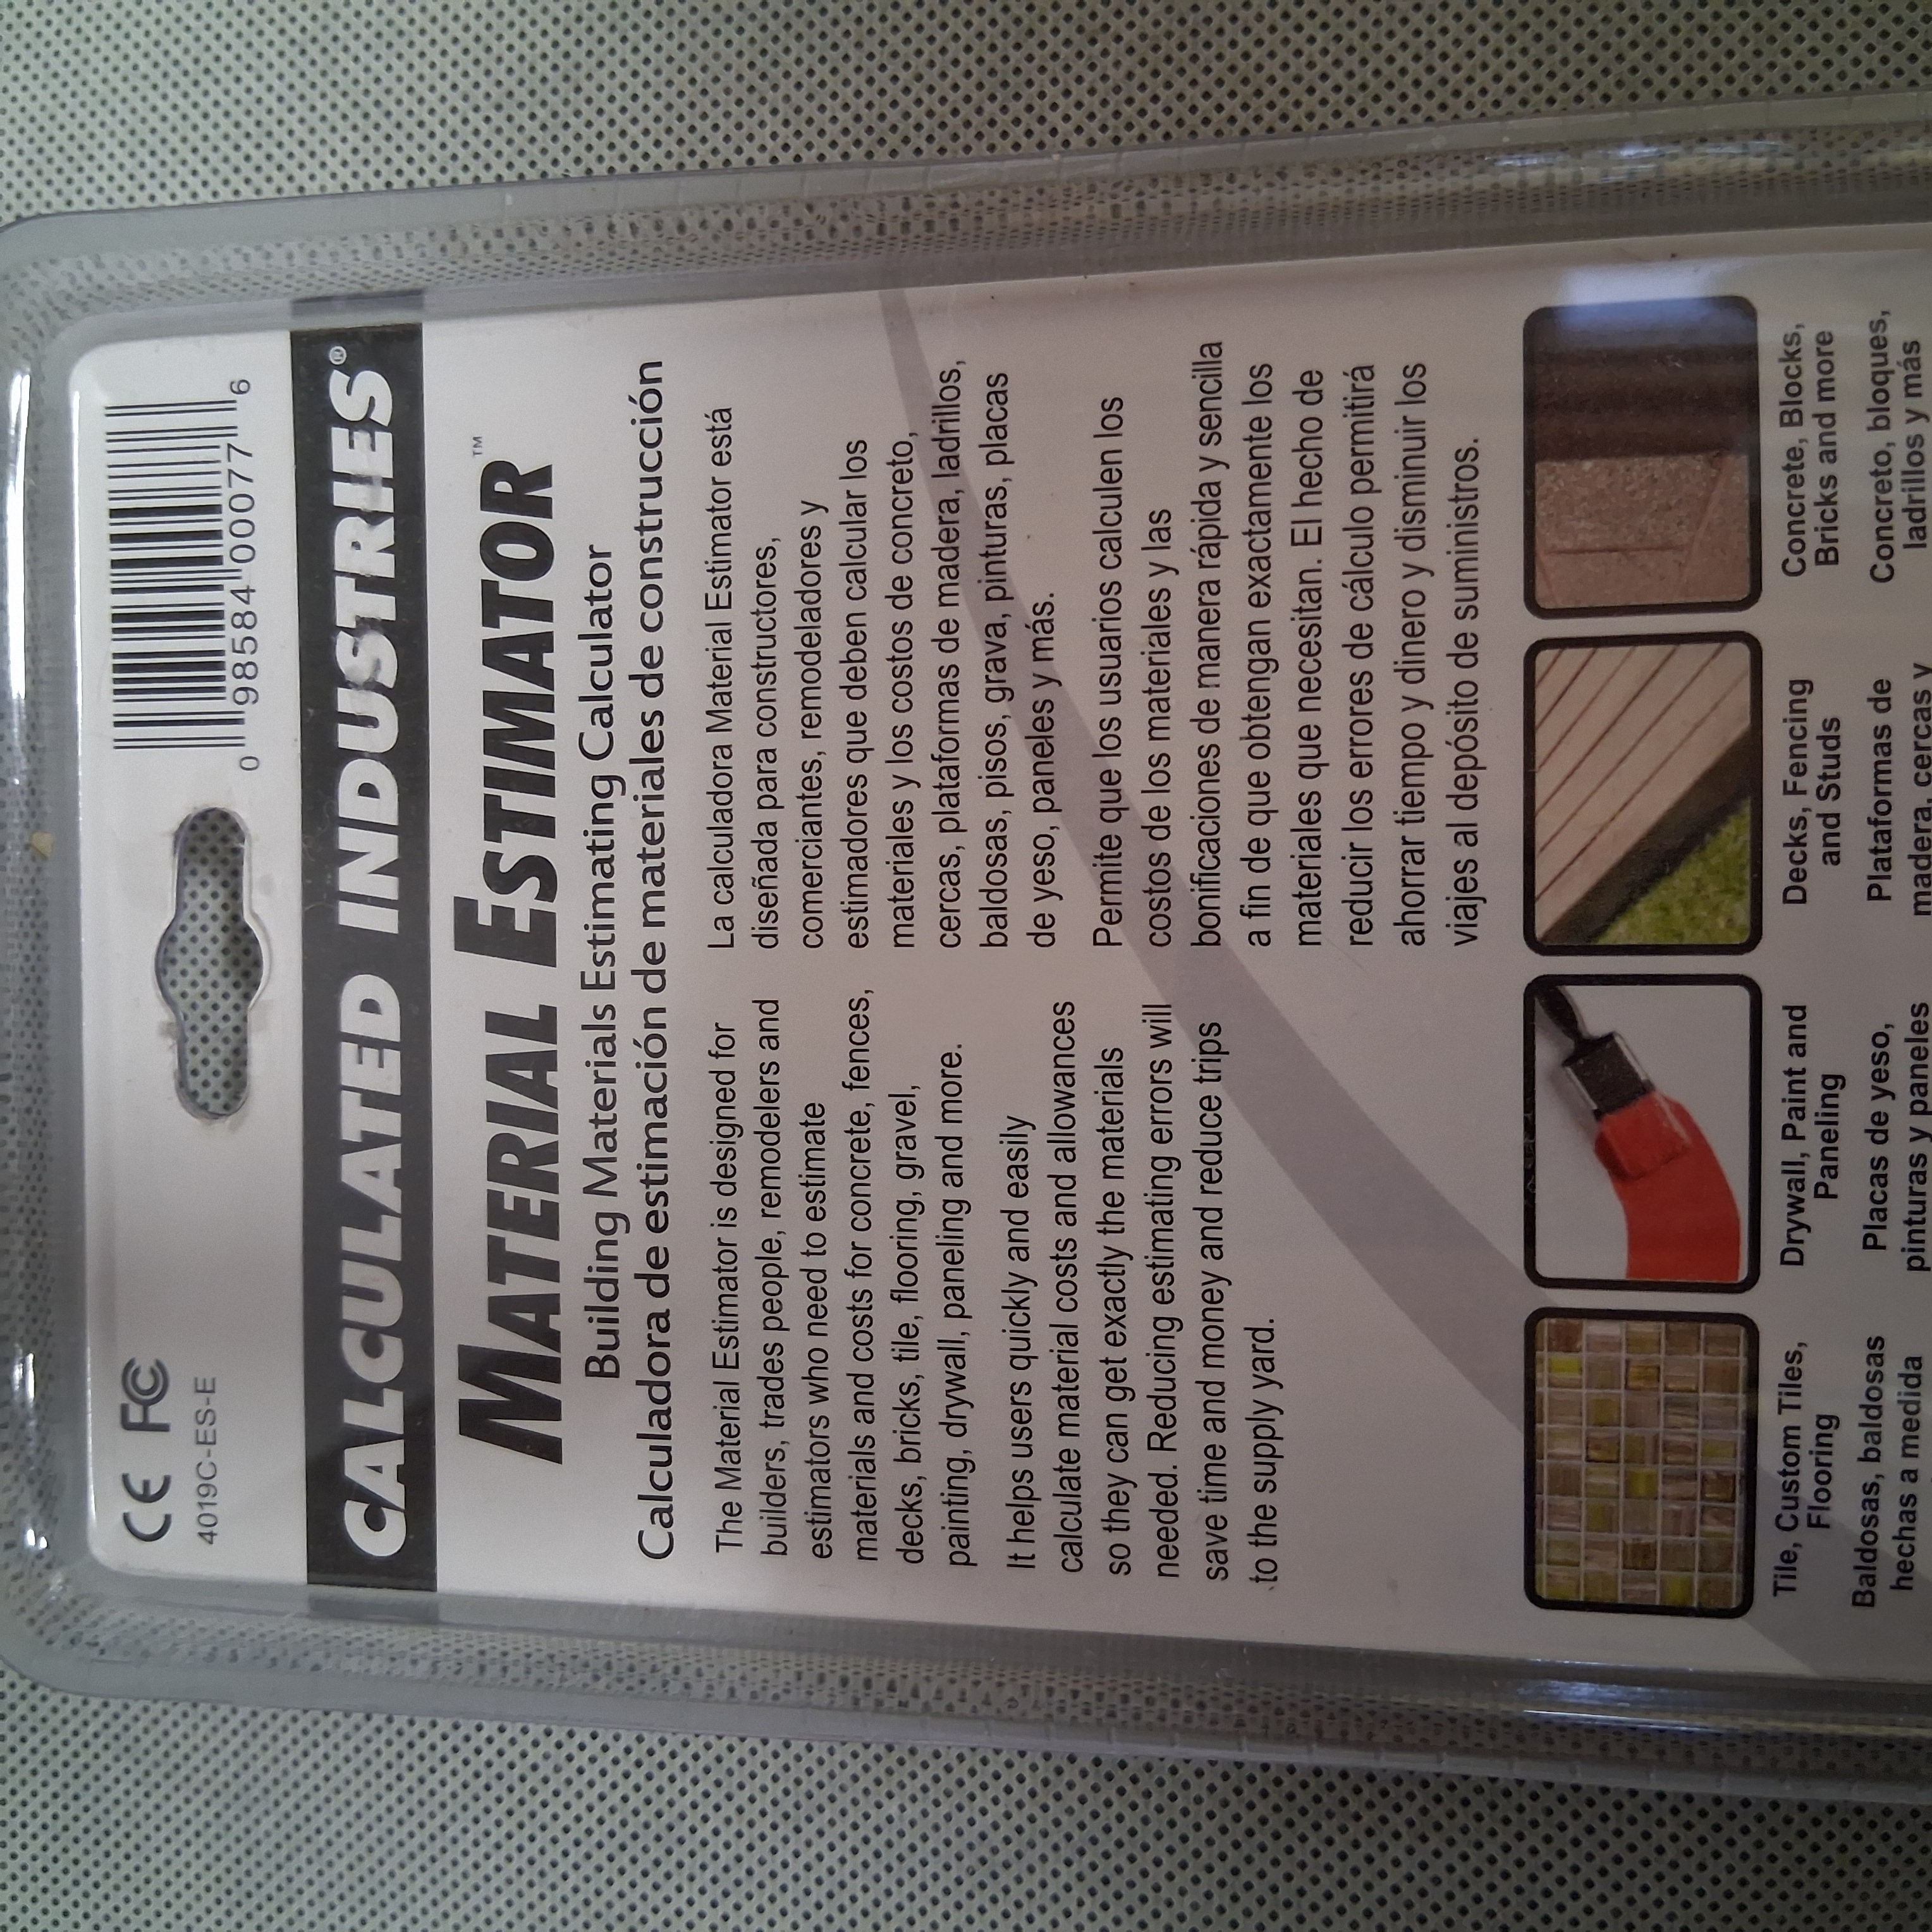 CE FC
4019C-ES-E
0 98584 00077 6
CALCULATED INDUSTRIES®
MATERIAL ESTIMATOR™
Building Materials Estimating Calculator
Calculadora de estimación de materiales de construcción
The Material Estimator is designed for
builders, trades people, remodelers and
estimators who need to estimate
materials and costs for concrete, fences,
decks, bricks, tile, flooring, gravel,
painting, drywall, paneling and more.
It helps users quickly and easily
calculate material costs and allowances
so they can get exactly the materials
needed. Reducing estimating errors will
save time and money and reduce trips
to the supply yard.
La calculadora Material Estimator está
diseñada para constructores,
comerciantes, remodeladores y
estimadores que deben calcular los
materiales y los costos de concreto,
cercas, plataformas de madera, ladrillos,
baldosas, pisos, grava, pinturas, placas
de yeso, paneles y más.
Permite que los usuarios calculen los
costos de los materiales y las
bonificaciones de manera rápida y sencilla
a fin de que obtengan exactamente los
materiales que necesitan. El hecho de
reducir los errores de cálculo permitirá
ahorrar tiempo y dinero y disminuir los
viajes al depósito de suministros.
Tile, Custom Tiles,
Flooring
Baldosas, baldosas
hechas a medida
Drywall, Paint and
Paneling
Placas de yeso,
pinturas y paneles
Decks, Fencing
and Studs
Plataformas de
madera, cercas y
Concrete, Blocks,
Bricks and more
Concreto, bloques,
ladrillos y más